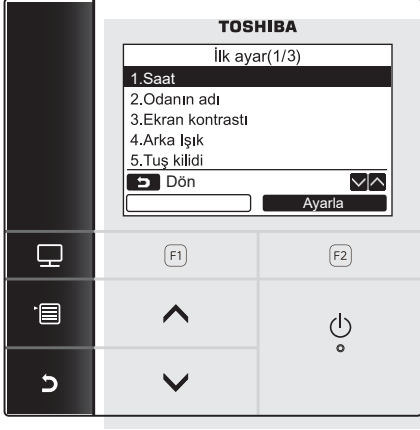 TOSHIBA
İlk ayar(1/3)
1.Saat
2.Odanın adı
3.Ekran kontrastı
4.Arka Işık
5.Tuş kilidi
Dön
Ayarla
F1 F2